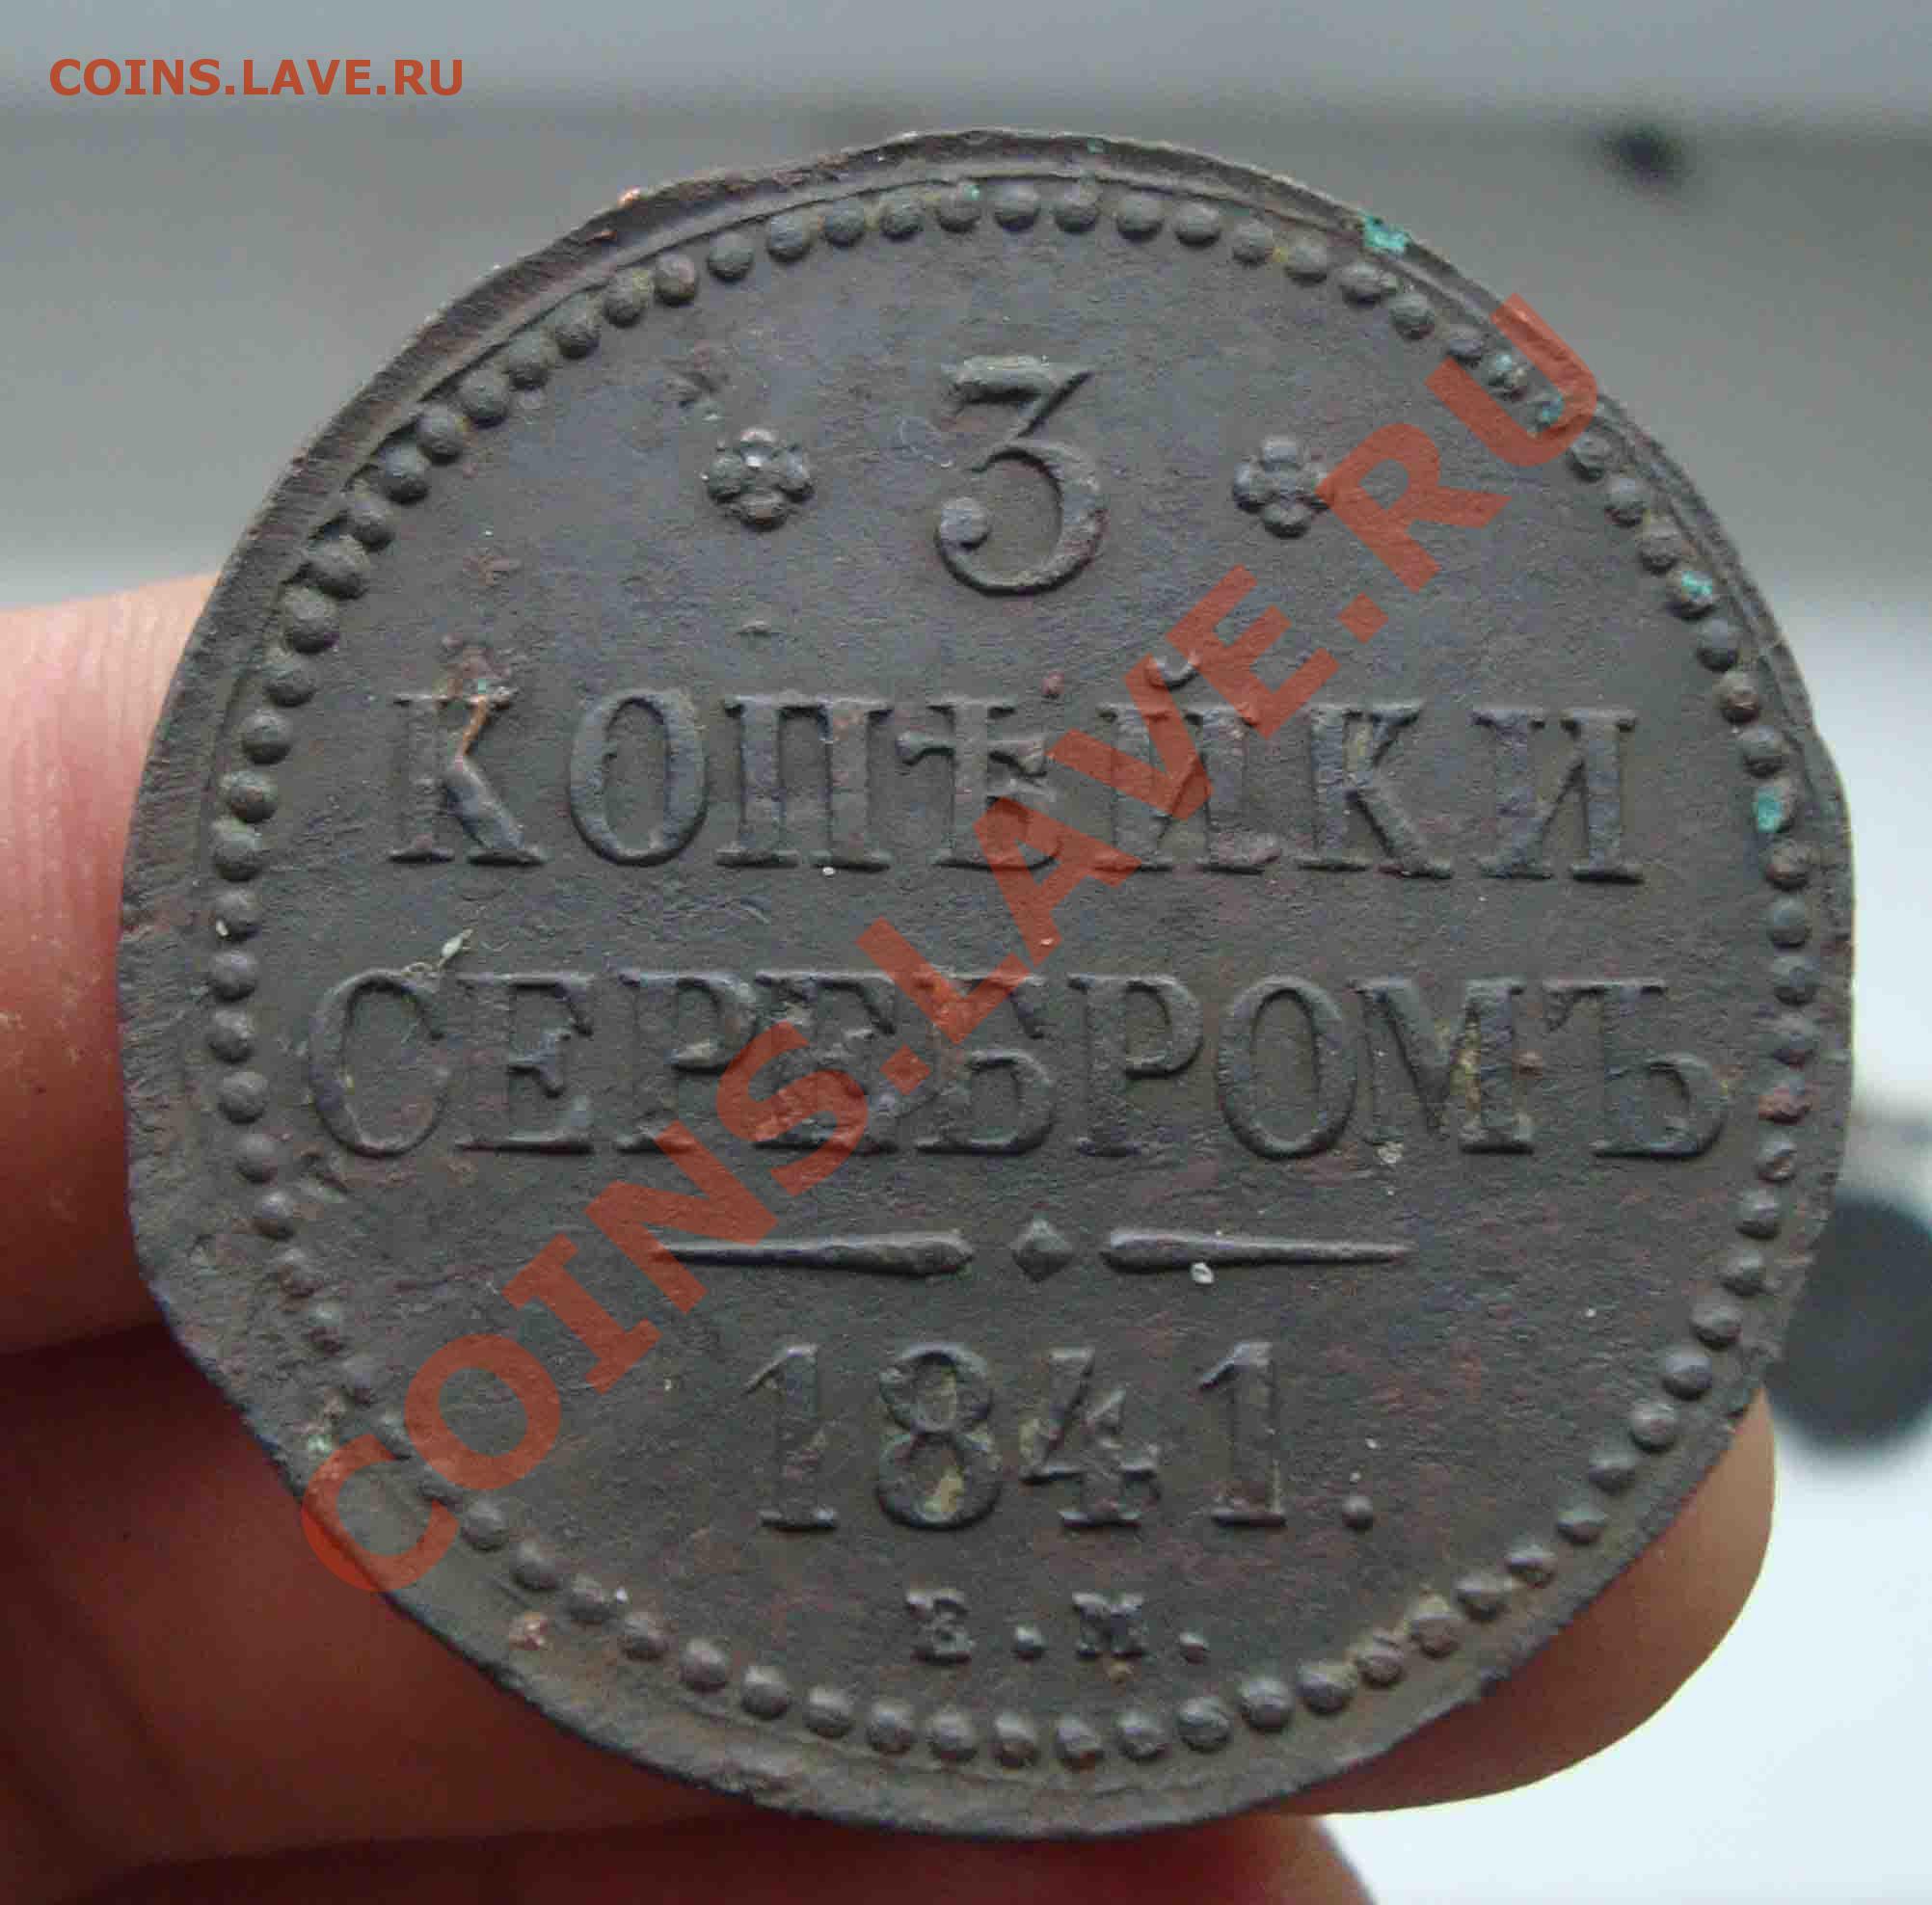 COINS.LAVE.RU
3
КОПѢЙКИ
СЕРЕБРОМЪ
1841.
Е.М.
COINS.LAVE.RU